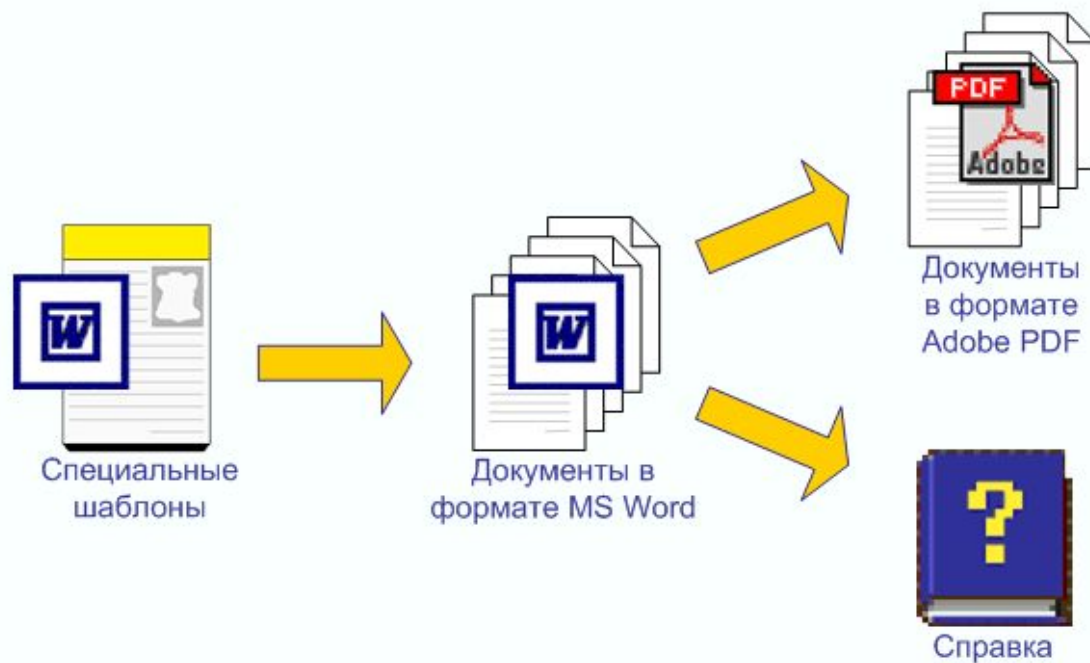 Специальные
шаблоны
Документы в
формате MS Word
PDF
Adobe
Документы
в формате
Adobe PDF
Справка